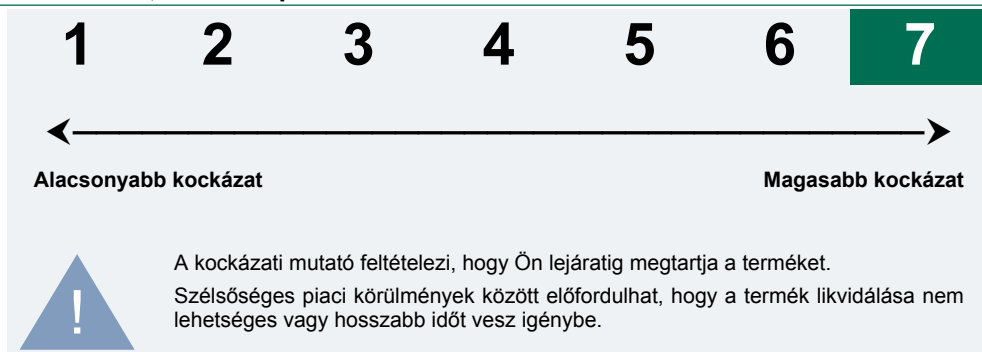 1 2 3 4 5 6 7
Alacsonyabb kockázat Magasabb kockázat
A kockázati mutató feltételezi, hogy Ön lejáratig megtartja a terméket.
Szélsőséges piaci körülmények között előfordulhat, hogy a termék likvidálása nem
lehetséges vagy hosszabb időt vesz igénybe.
!